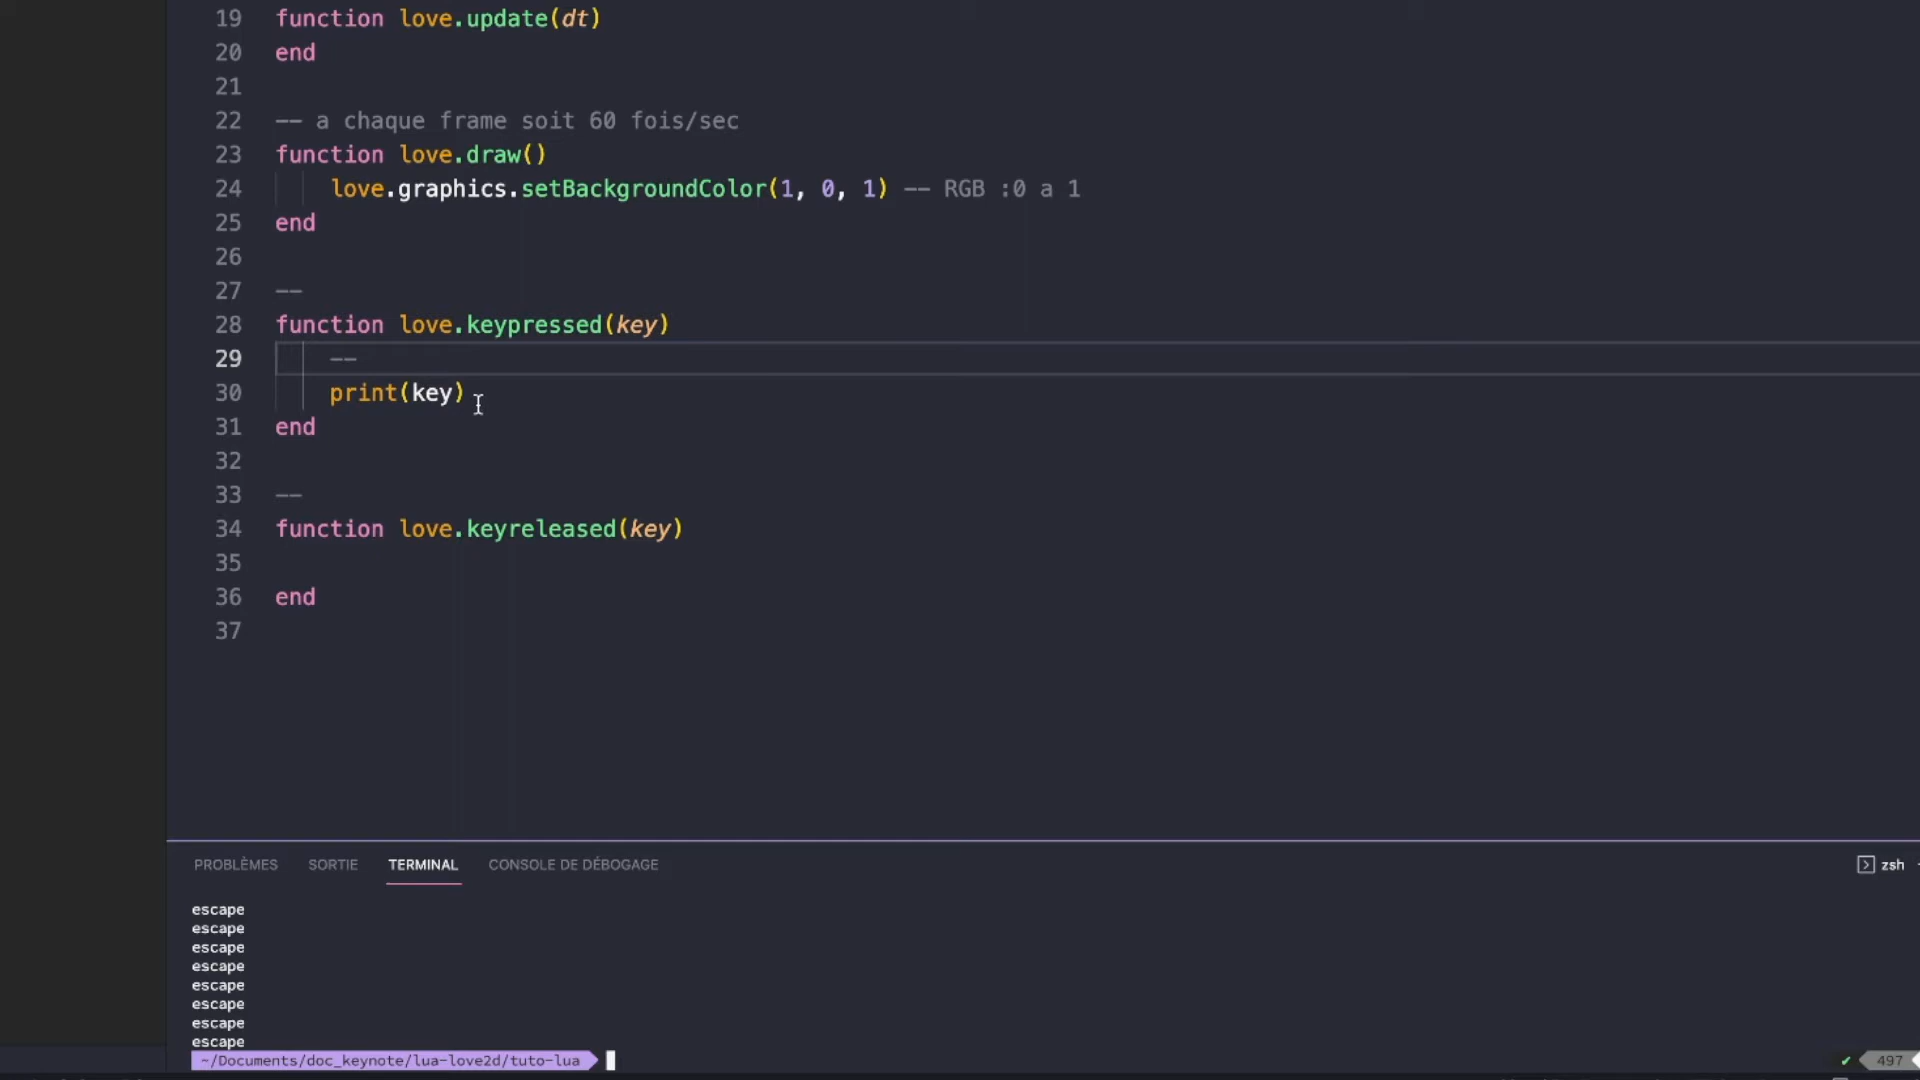 19 function love.update(dt)
20 end
21
22 -- a chaque frame soit 60 fois/sec
23 function love.draw()
24 love.graphics.setBackgroundColor(1, 0, 1) -- RGB :0 a 1
25 end
26
27 --
28 function love.keypressed(key)
29 --
30 print(key)
31 end
32
33 --
34 function love.keyreleased(key)
35
36 end
37
PROBLÈMES SORTIE TERMINAL CONSOLE DE DÉBOGAGE zsh
escape
escape
escape
escape
escape
escape
escape
escape
~/Documents/doc_keynote/lua-love2d/tuto-lua ✔ 497